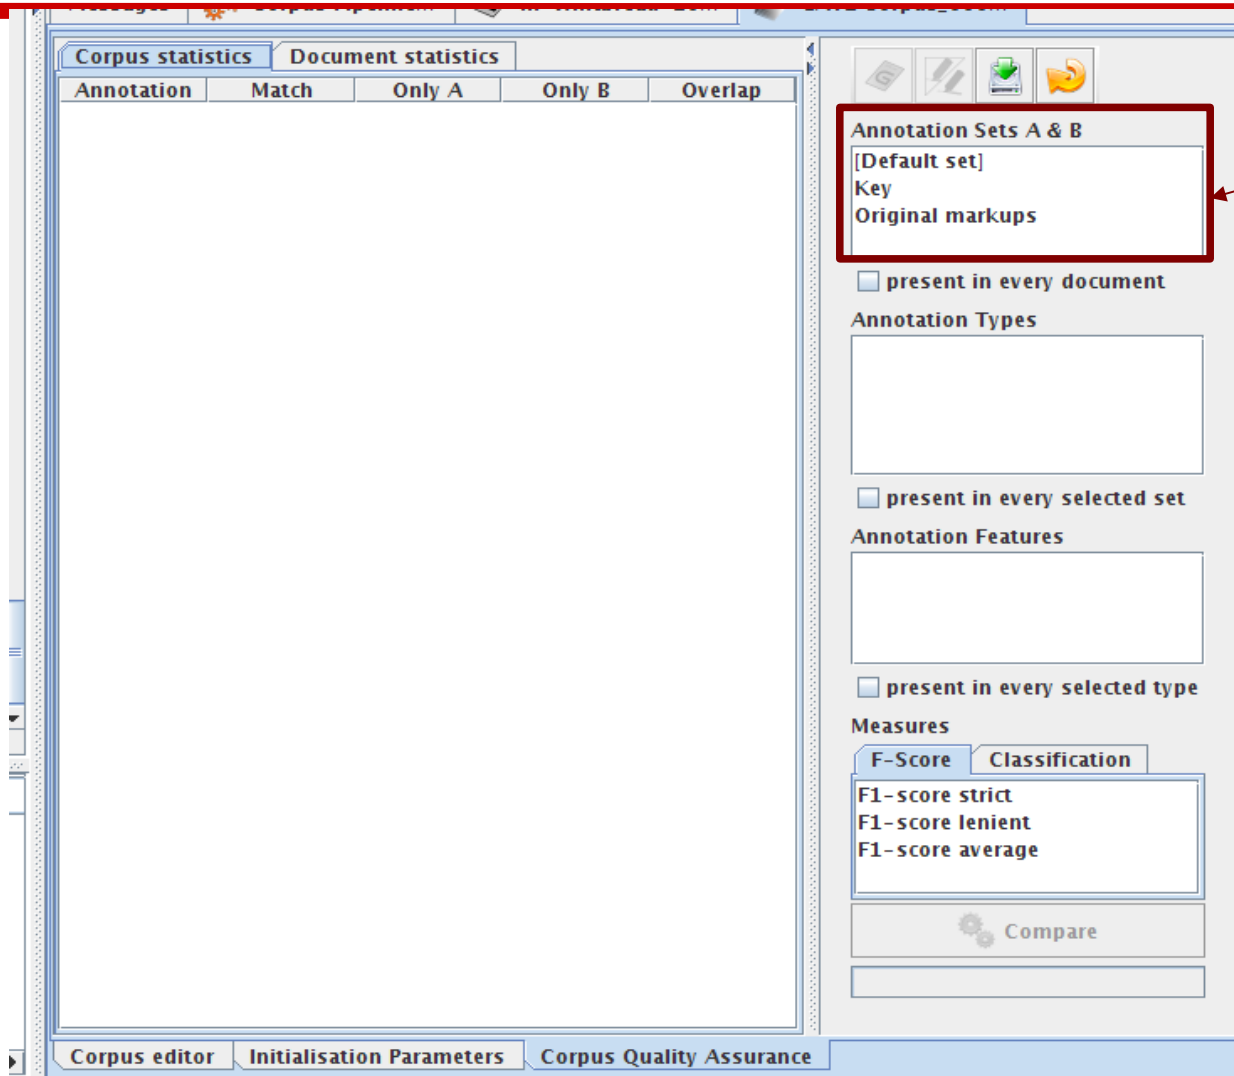 Corpus statistics
Document statistics
Annotation
Match
Only A
Only B
Overlap
Annotation Sets A & B
[Default set]
Key
Original markups
present in every document
Annotation Types
present in every selected set
Annotation Features
present in every selected type
Measures
F-Score
Classification
F1-score strict
F1-score lenient
F1-score average
Compare
Corpus editor
Initialisation Parameters
Corpus Quality Assurance